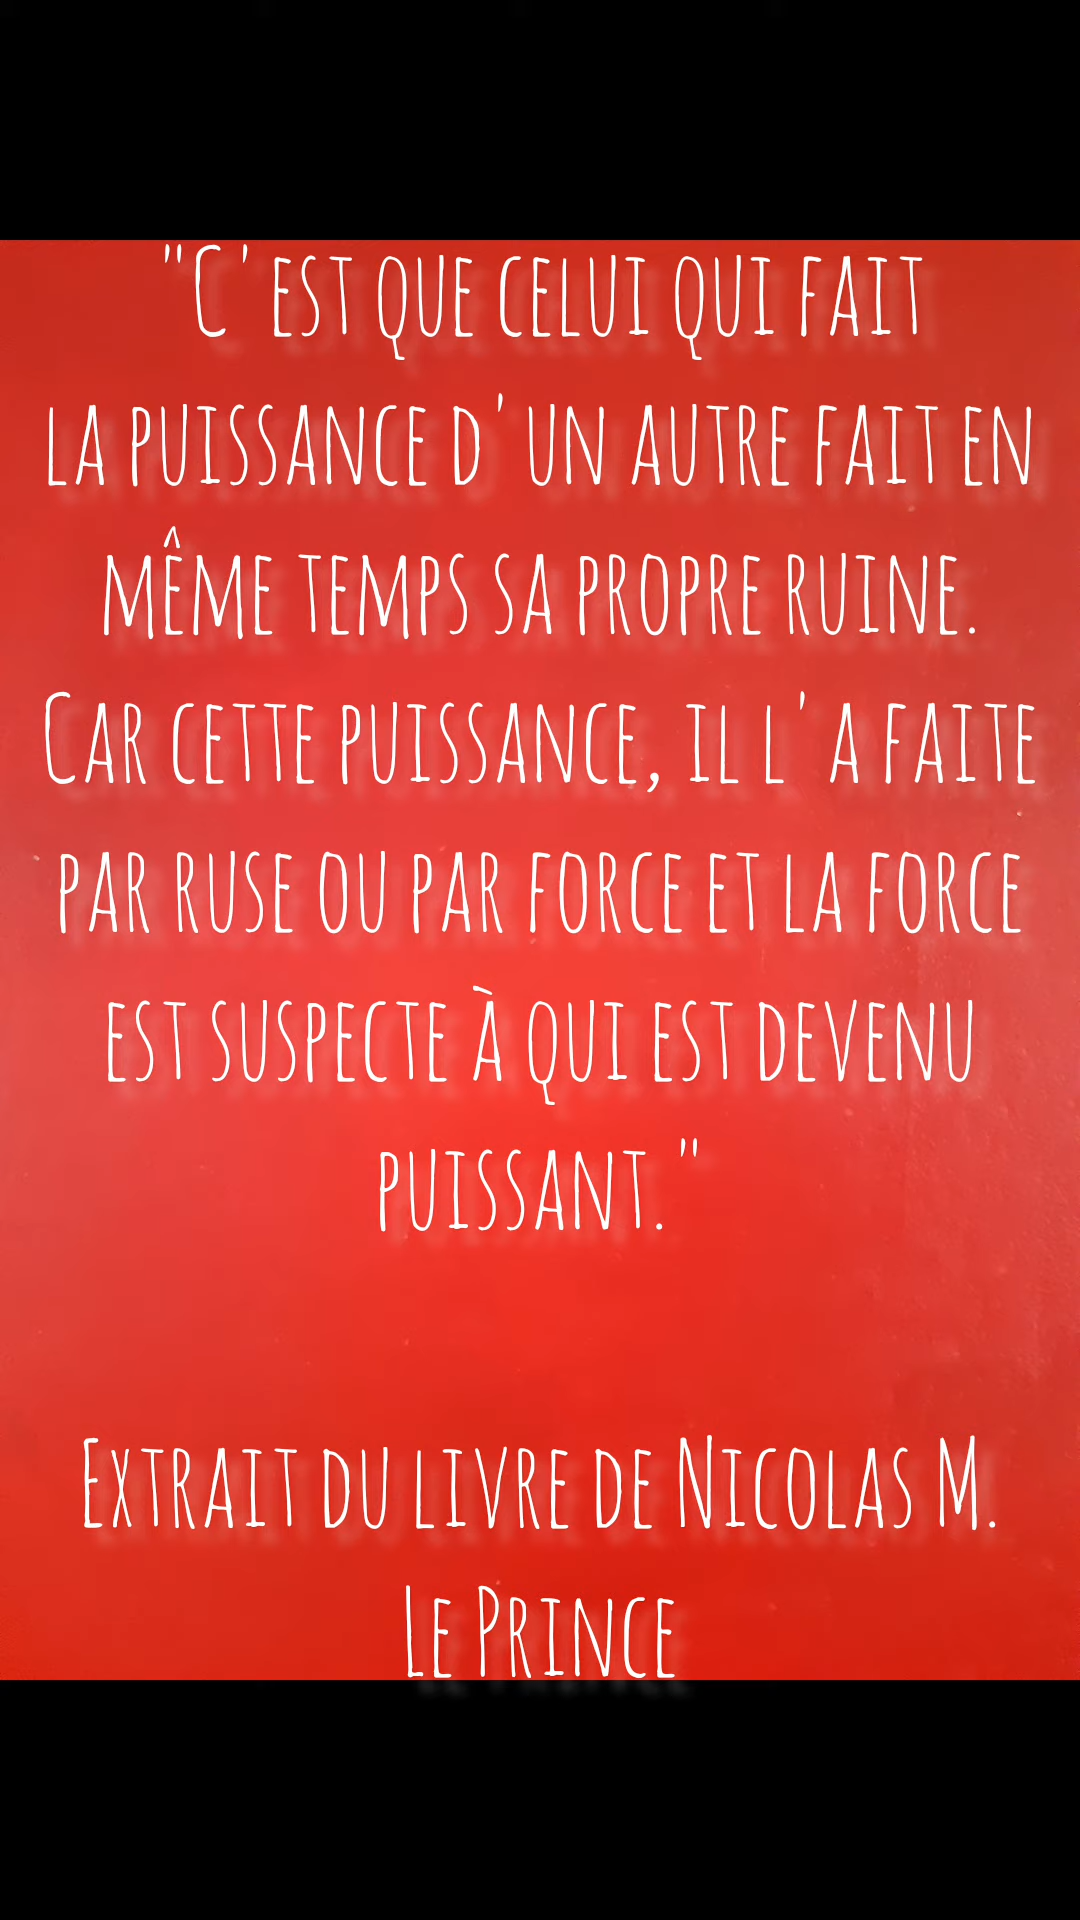 "C'est que celui qui fait
la puissance d'un autre fait en
même temps sa propre ruine.
Car cette puissance, il l'a faite
par ruse ou par force et la force
est suspecte à qui est devenu
puissant."
Extrait du livre de Nicolas M.
Le Prince